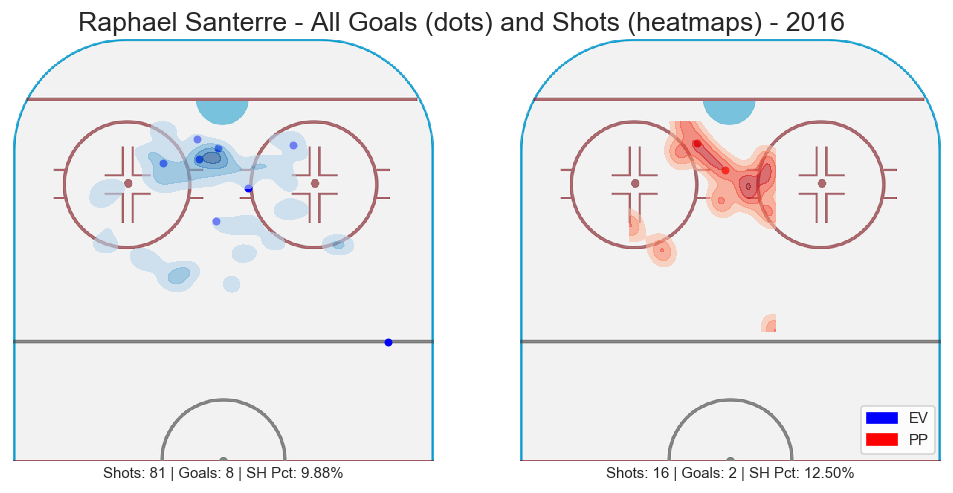 Raphael Santerre - All Goals (dots) and Shots (heatmaps) - 2016
EV
PP
Shots: 81 | Goals: 8 | SH Pct: 9.88%
Shots: 16 | Goals: 2 | SH Pct: 12.50%